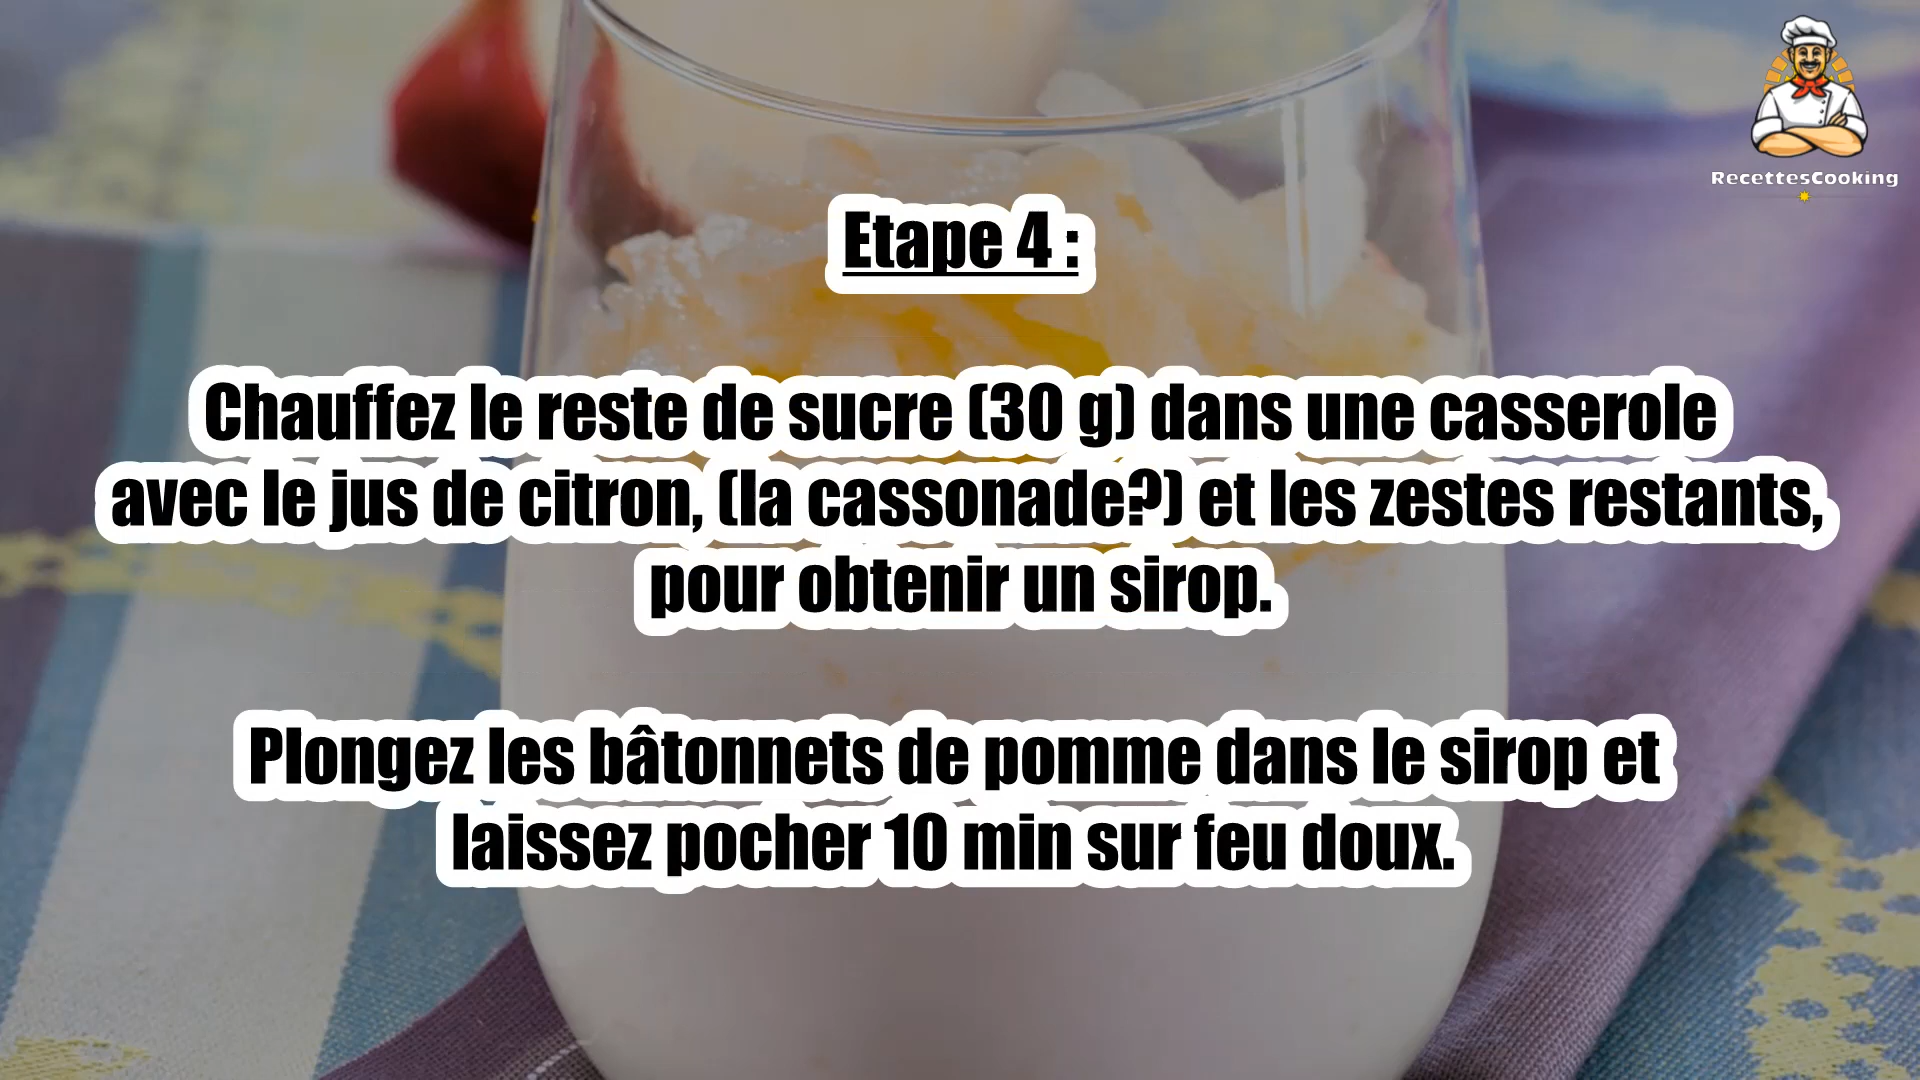 RecettesCooking
Etape 4 :
Chauffez le reste de sucre (30 g) dans une casserole
avec le jus de citron, (la cassonade?) et les zestes restants,
pour obtenir un sirop.
Plongez les bâtonnets de pomme dans le sirop et
laissez pocher 10 min sur feu doux.